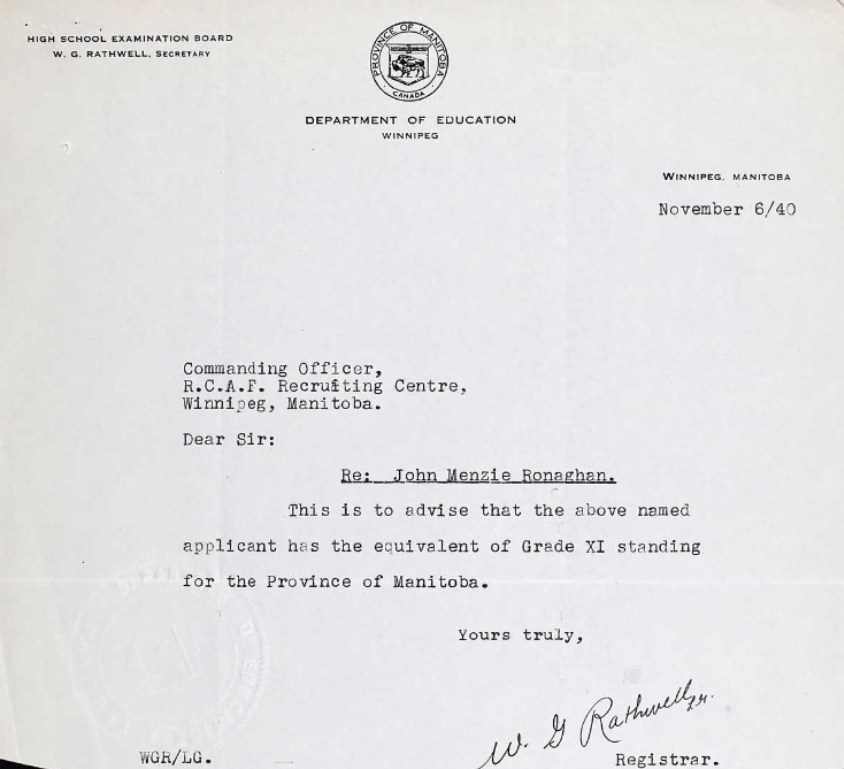 HIGH SCHOOL EXAMINATION BOARD
W. G. RATHWELL, SECRETARY
PROVINCE OF MANITOBA
CANADA
DEPARTMENT OF EDUCATION
WINNIPEG
WINNIPEG, MANITOBA
November 6/40
Commanding Officer,
R.C.A.F. Recruiting Centre,
Winnipeg, Manitoba.
Dear Sir:
Re: John Menzie Ronaghan.
This is to advise that the above named
applicant has the equivalent of Grade XI standing
for the Province of Manitoba.
Yours truly,
W. G Rathwell
WGR/LG.
Registrar.